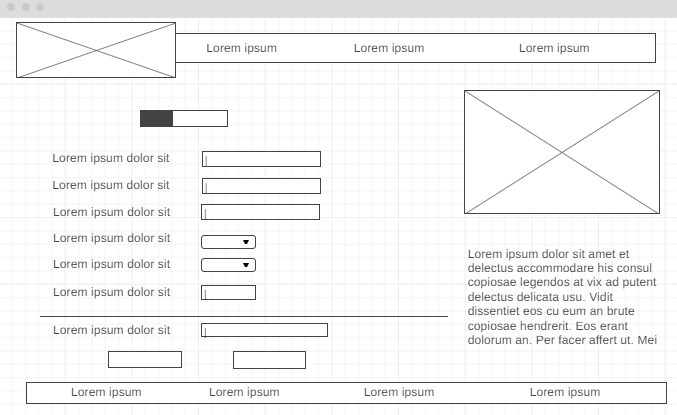 Lorem ipsum Lorem ipsum Lorem ipsum
Lorem ipsum dolor sit
Lorem ipsum dolor sit
Lorem ipsum dolor sit
Lorem ipsum dolor sit
Lorem ipsum dolor sit
Lorem ipsum dolor sit
Lorem ipsum dolor sit
Lorem ipsum dolor sit amet et
delectus accommodare his consul
copiosae legendos at vix ad putent
delectus delicata usu. Vidit
dissentiet eos cu eum an brute
copiosae hendrerit. Eos erant
dolorum an. Per facer affert ut. Mei
Lorem ipsum Lorem ipsum Lorem ipsum Lorem ipsum